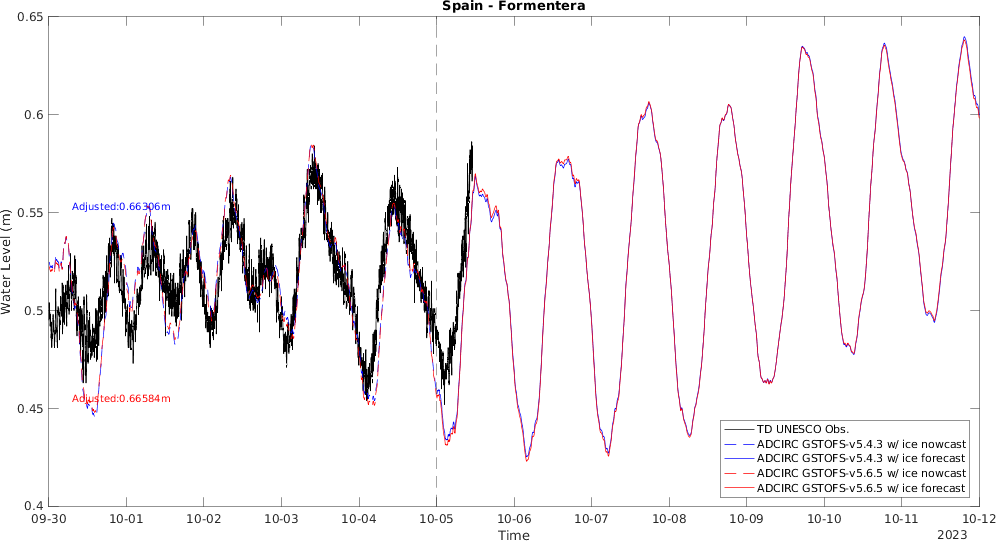 Spain - Formentera
0.65
0.6
0.55
0.5
0.45
0.4
Water Level (m)
Adjusted:0.66306m
Adjusted:0.66584m
TD UNESCO Obs.
ADCIRC GSTOFS-v5.4.3 w/ ice nowcast
ADCIRC GSTOFS-v5.4.3 w/ ice forecast
ADCIRC GSTOFS-v5.6.5 w/ ice nowcast
ADCIRC GSTOFS-v5.6.5 w/ ice forecast
09-30 10-01 10-02 10-03 10-04 10-05 10-06 10-07 10-08 10-09 10-10 10-11 10-12
Time
2023